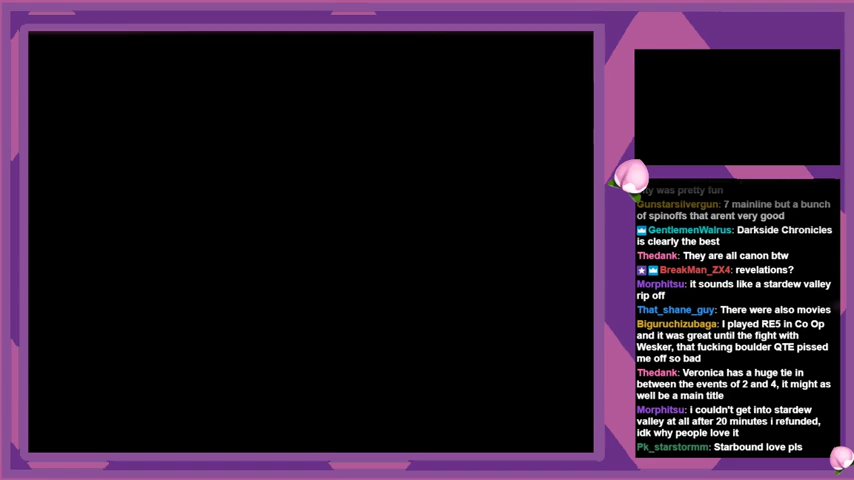 ity was pretty fun
Gunstarsilvergun: 7 mainline but a bunch
of spinoffs that arent very good
GentlemenWalrus: Darkside Chronicles
is clearly the best
Thedank: They are all canon btw
BreakMan_ZX4: revelations?
Morphitsu: it sounds like a stardew valley
rip off
That_shane_guy: There were also movies
Biguruchizubaga: I played RE5 in Co Op
and it was great until the fight with
Wesker, that fucking boulder QTE pissed
me off so bad
Thedank: Veronica has a huge tie in
between the events of 2 and 4, it might as
well be a main title
Morphitsu: i couldn't get into stardew
valley at all after 20 minutes i refunded,
idk why people love it
Pk_starstormm: Starbound love pls